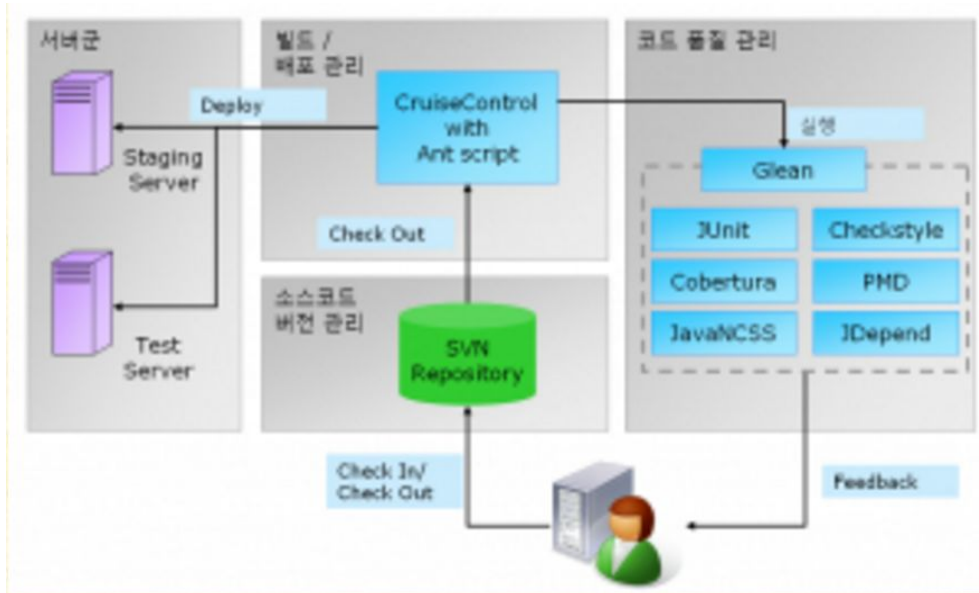 서버군
빌드 /
배포 관리
코드 품질 관리
Deploy
CruiseControl
with
Ant script
실행
Staging
Server
Glean
Check Out
JUnit
Checkstyle
Cobertura
PMD
JavaNCSS
JDepend
소스코드
버전 관리
SVN
Repository
Test
Server
Check In/
Check Out
Feedback